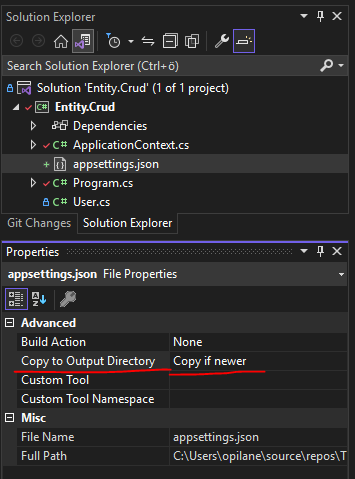 Solution Explorer
Search Solution Explorer (Ctrl+ö)
Solution 'Entity.Crud' (1 of 1 project)
Entity.Crud
Dependencies
C# ApplicationContext.cs
appsettings.json
C# Program.cs
C# User.cs
Git Changes Solution Explorer
Properties
appsettings.json File Properties
Advanced
Build Action None
Copy to Output Directory Copy if newer
Custom Tool
Custom Tool Namespace
Misc
File Name appsettings.json
Full Path C:\Users\opilane\source\repos\T